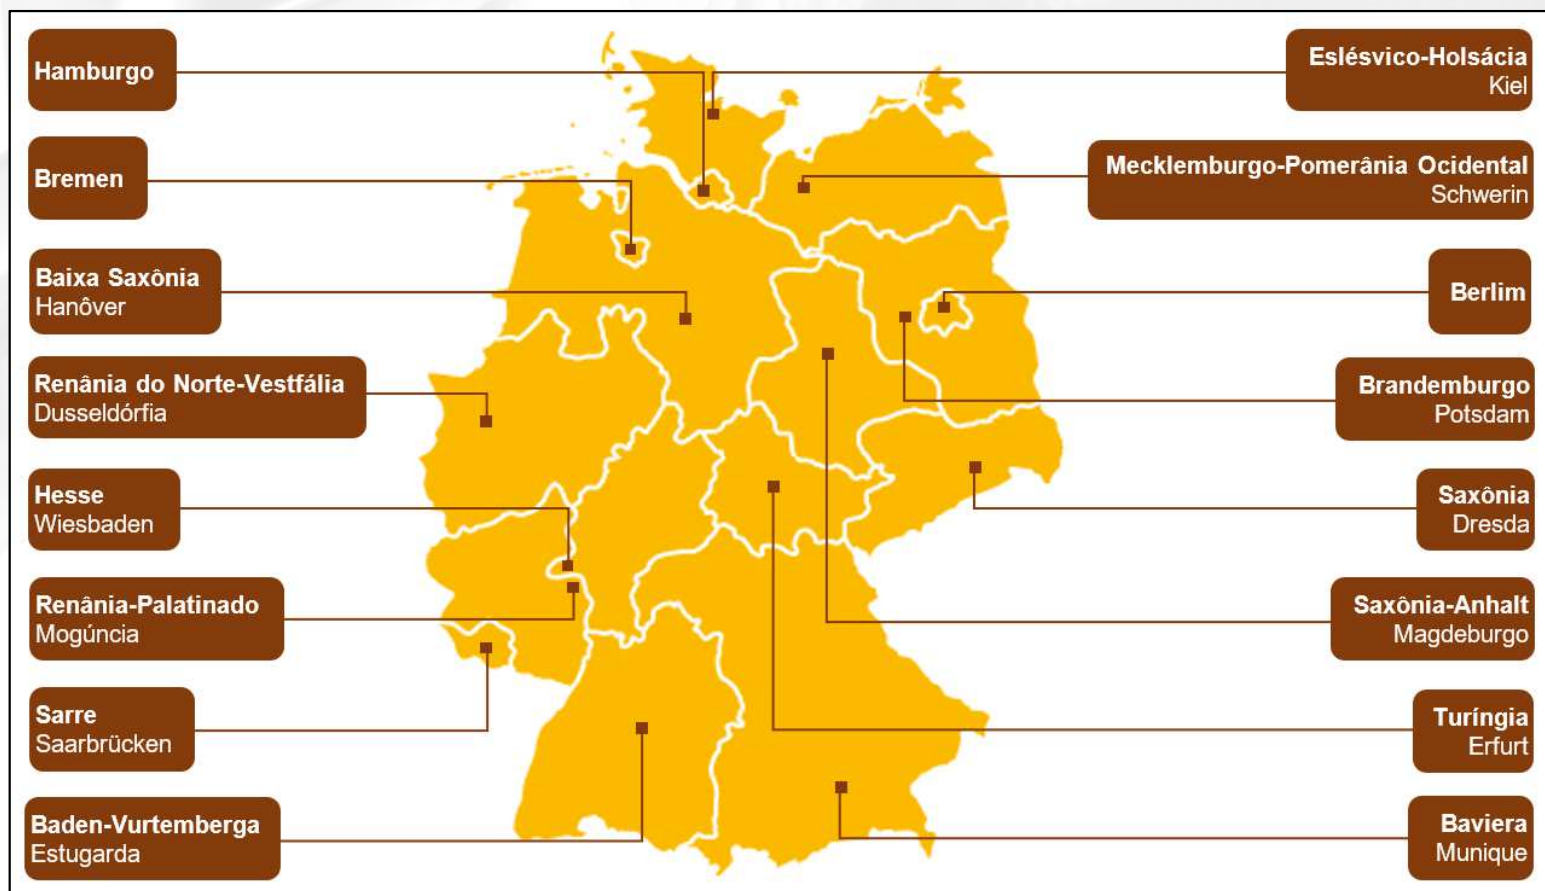 Hamburgo
Bremen
Baixa Saxônia
Hanôver
Renânia do Norte-Vestfália
Dusseldórfia
Hesse
Wiesbaden
Renânia-Palatinado
Mogúncia
Sarre
Saarbrücken
Baden-Vurtemberga
Estugarda
Eslésvico-Holsácia
Kiel
Mecklemburgo-Pomerânia Ocidental
Schwerin
Berlim
Brandemburgo
Potsdam
Saxônia
Dresda
Saxônia-Anhalt
Magdeburgo
Turíngia
Erfurt
Baviera
Munique